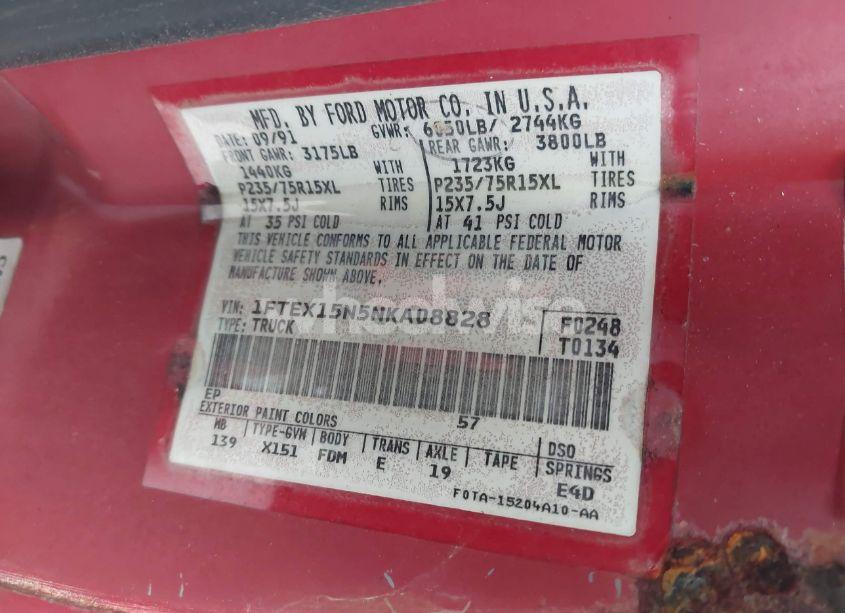 MFD. BY FORD MOTOR CO. IN U.S.A.
DATE: 09/91 GVWR: 6050LB/ 2744KG
FRONT GAWR: 3175LB REAR GAWR: 3800LB
1440KG WITH 1723KG WITH
P235/75R15XL TIRES P235/75R15XL TIRES
15X7.5J RIMS 15X7.5J RIMS
AT 35 PSI COLD AT 41 PSI COLD
THIS VEHICLE CONFORMS TO ALL APPLICABLE FEDERAL MOTOR
VEHICLE SAFETY STANDARDS IN EFFECT ON THE DATE OF
MANUFACTURE SHOWN ABOVE.
wheelwise
VIN: 1FTEX15N5NKA08828 F0248
TYPE: TRUCK T0134
EP 57
EXTERIOR PAINT COLORS DSO
WB TYPE-GVW BODY TRANS AXLE TAPE SPRINGS
139 X151 FDM E 19 E4D
F0TA-15204A10-AA